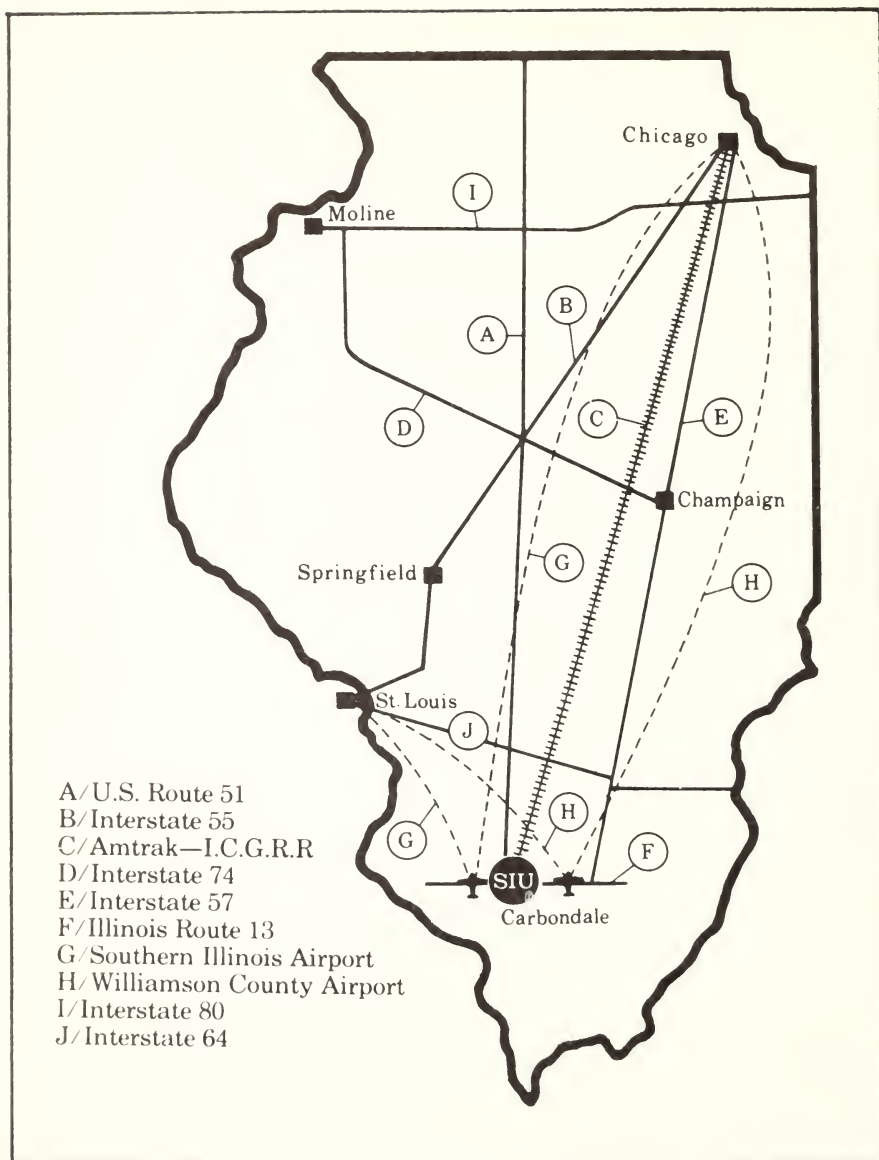 Chicago
I
Moline
B
A
C
E
D
Champaign
G
Springfield
H
St. Louis
J
A/U.S. Route 51
B/Interstate 55
C/Amtrak—I.C.G.R.R
D/Interstate 74
E/Interstate 57
F/Illinois Route 13
G/Southern Illinois Airport
H/Williamson County Airport
I/Interstate 80
J/Interstate 64
G
H
F
SIU
Carbondale